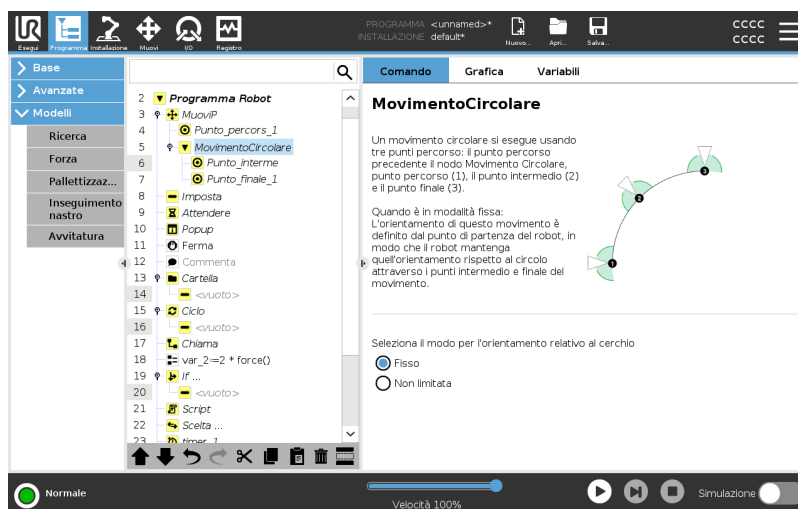 PROGRAMMA <unnamed>*
INSTALLAZIONE default*
UR
Esegui
Programma
Installazione
Muovi
I/O
Registro
Nuovo...
Apri...
Salva...
CCCC
CCCC
Base
Avanzate
Modelli
Ricerca
Forza
Pallettizzaz...
Inseguimento
nastro
Avvitatura
2 Programma Robot
3 MuoviP
4 Punto_percors_1
5 MovimentoCircolare
6 Punto_interme
7 Punto_finale_1
8 Imposta
9 Attendere
10 Popup
11 Ferma
12 Commenta
13 Cartella
14 <vuoto>
15 Ciclo
16 <vuoto>
17 Chiama
18 var_2:=2 * force()
19 If ...
20 <vuoto>
21 Script
22 Scelta ...
23 timer_1
Comando
Grafica
Variabili
MovimentoCircolare
Un movimento circolare si esegue usando
tre punti percorso: il punto percorso
precedente il nodo Movimento Circolare,
punto percorso (1), il punto intermedio (2)
e il punto finale (3).
Quando è in modalità fissa:
L'orientamento di questo movimento è
definito dal punto di partenza del robot, in
modo che il robot mantenga
quell'orientamento rispetto al circolo
attraverso i punti intermedio e finale del
movimento.
1
2
3
Seleziona il modo per l'orientamento relativo al cerchio
Fisso
Non limitata
Normale
Velocità 100%
Simulazione